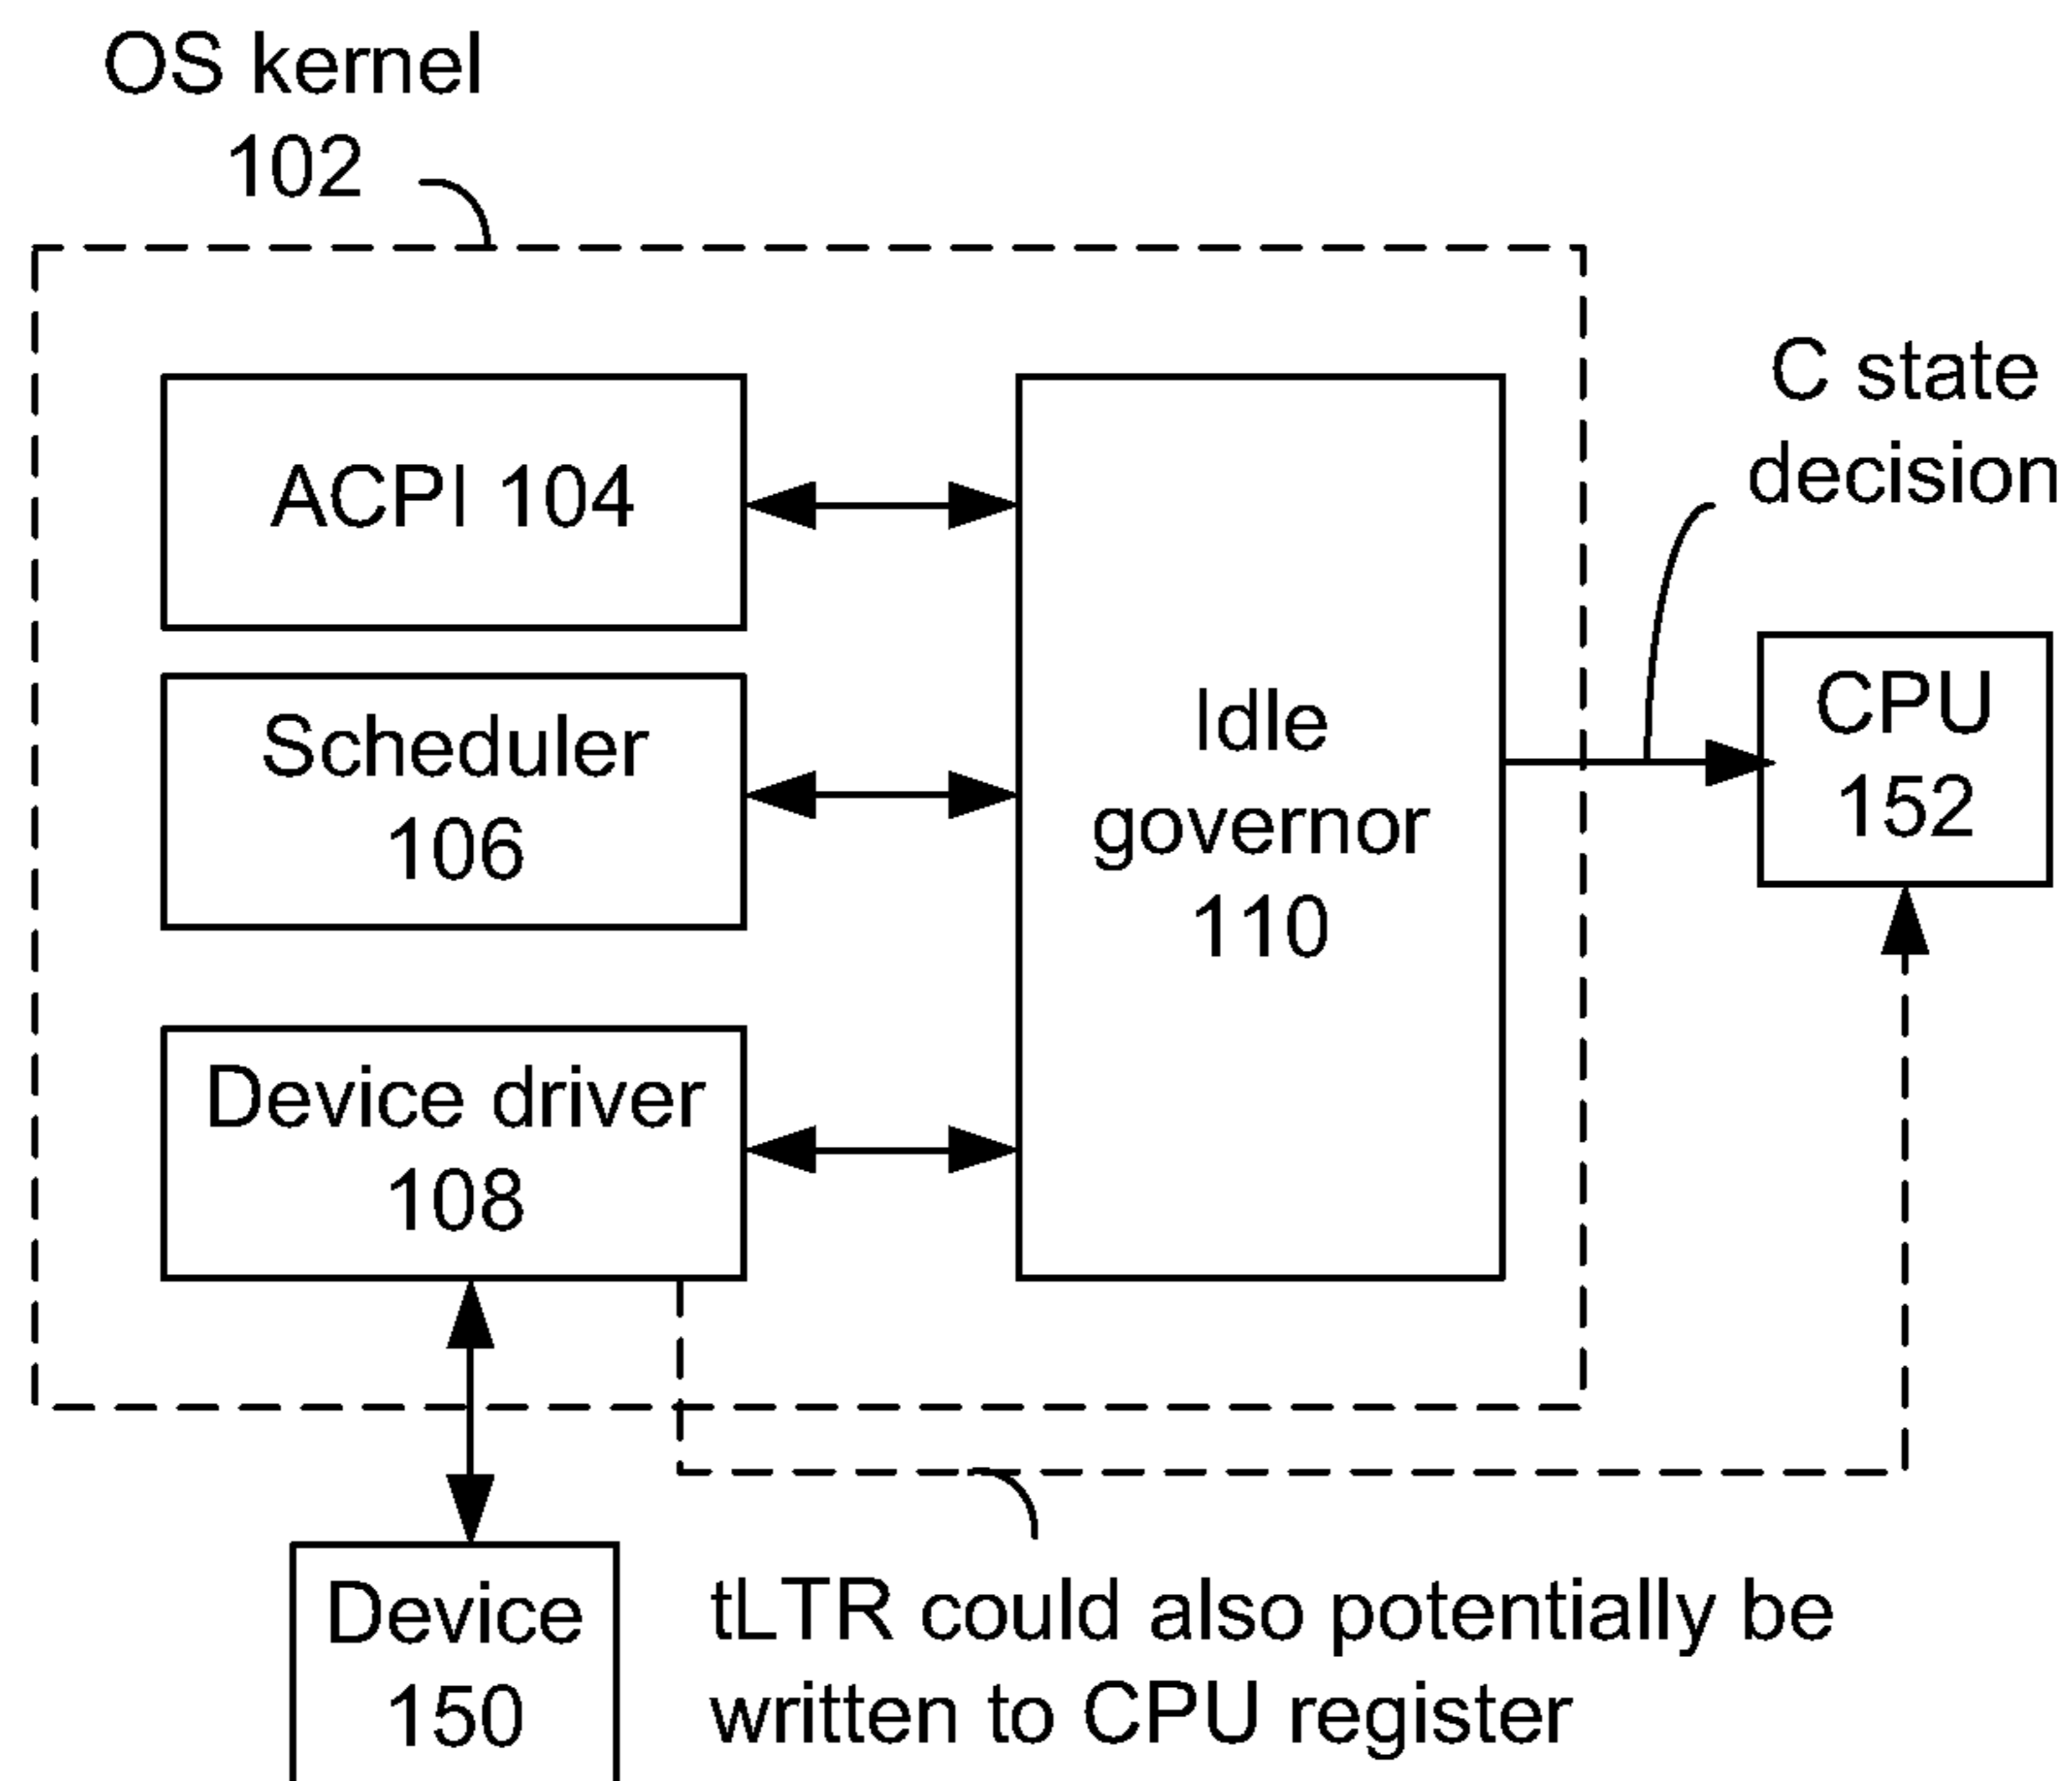 OS kernel
102
C state
decision
ACPI 104
Scheduler
106
Idle
governor
110
CPU
152
Device driver
108
Device
150
tLTR could also potentially be
written to CPU register